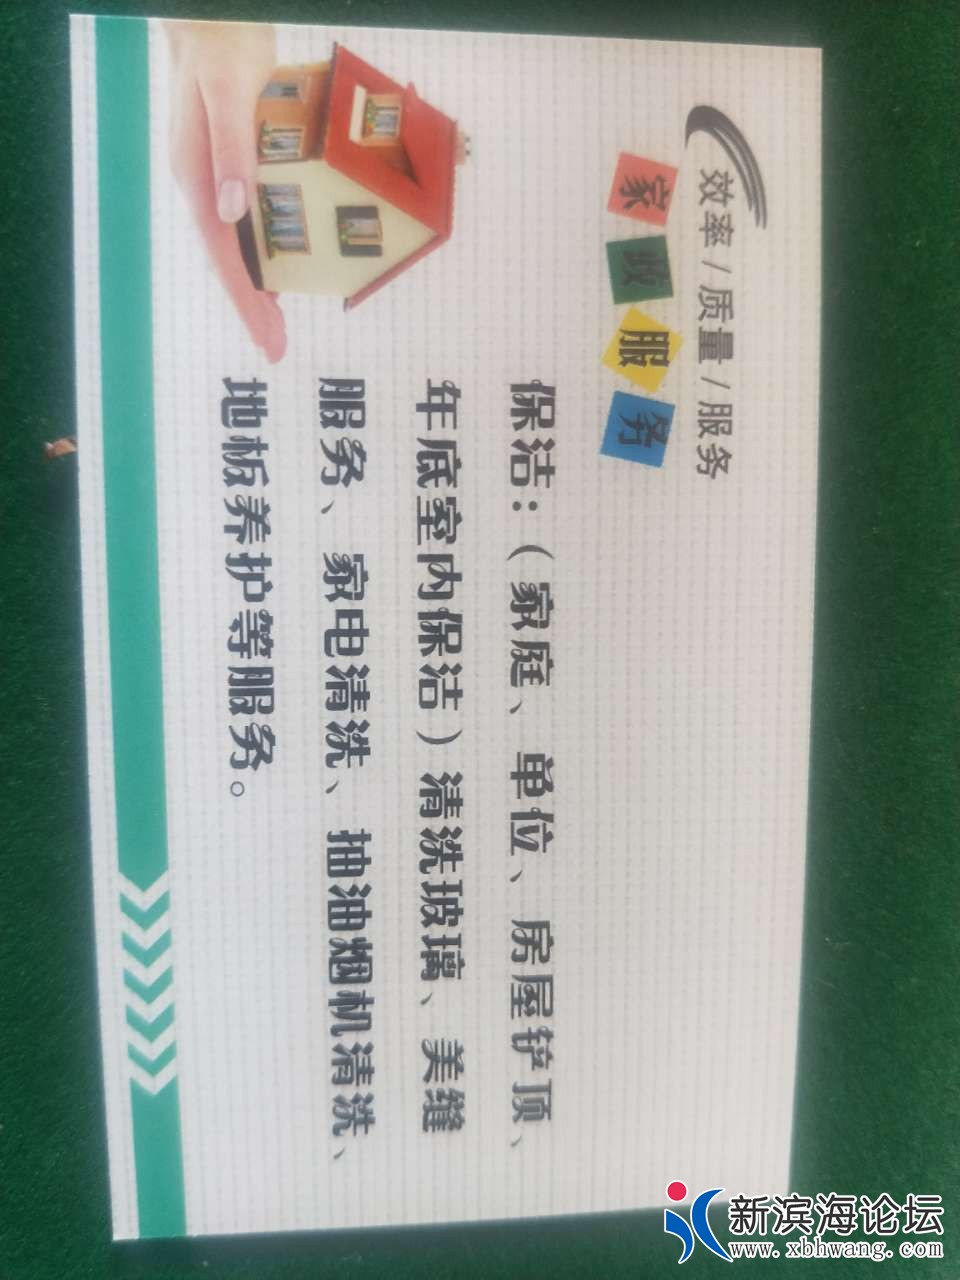 效率/质量/服务
家政服务
保洁:(家庭、单位、房屋铲顶、
年底室内保洁)清洗玻璃、美缝
服务、家电清洗、抽油烟机清洗、
地板养护等服务。
新滨海论坛
www.xbhwang.com